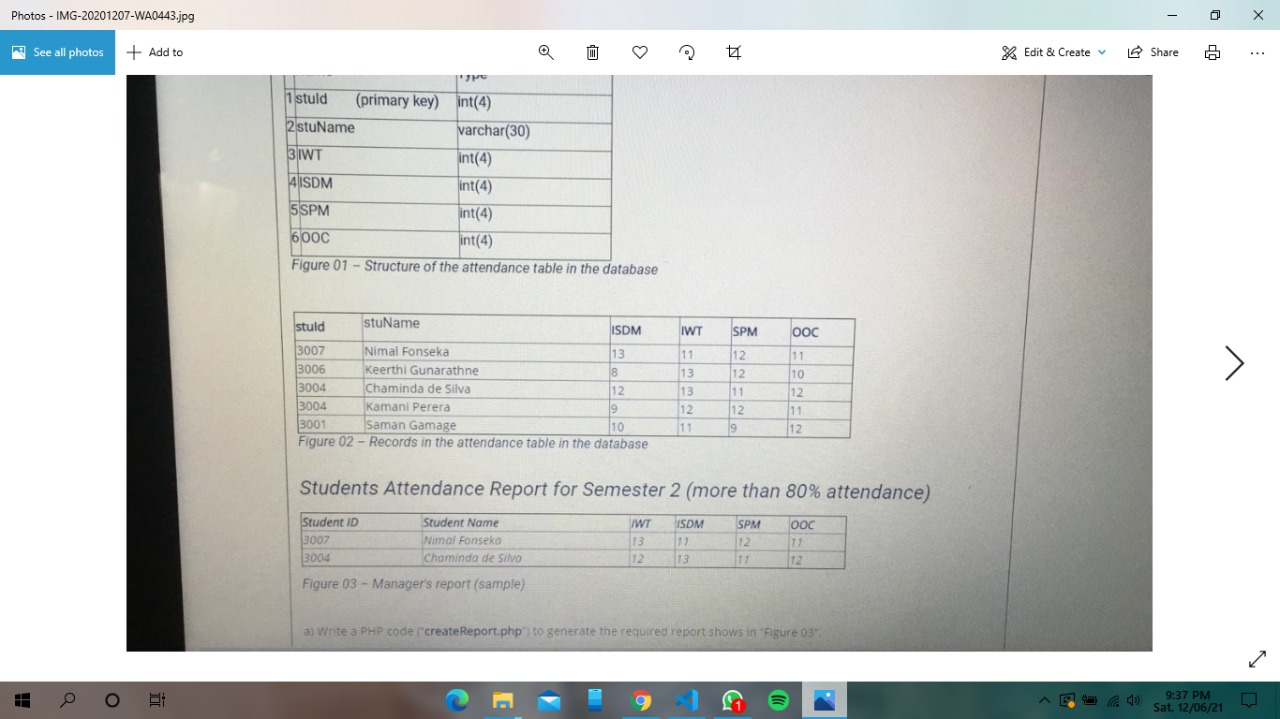 Photos - IMG-20201207-WA0443.jpg
See all photos
Add to
Edit & Create
Share
Type
1 stuId (primary key) int(4)
2 stuName varchar(30)
3 IWT int(4)
4 ISDM int(4)
5 SPM int(4)
6 OOC int(4)
Figure 01 – Structure of the attendance table in the database
stuId stuName ISDM IWT SPM OOC
3007 Nimal Fonseka 13 11 12 11
3006 Keerthi Gunarathne 8 13 12 10
3004 Chaminda de Silva 12 13 11 12
3004 Kamani Perera 9 12 12 11
3001 Saman Gamage 10 11 9 12
Figure 02 – Records in the attendance table in the database
Students Attendance Report for Semester 2 (more than 80% attendance)
Student ID Student Name IWT ISDM SPM OOC
3007 Nimal Fonseka 13 11 12 11
3004 Chaminda de Silva 12 13 11 12
Figure 03 – Manager's report (sample)
a) Write a PHP code ("createReport.php") to generate the required report shows in "Figure 03".
1
9:37 PM
Sat, 12/06/21